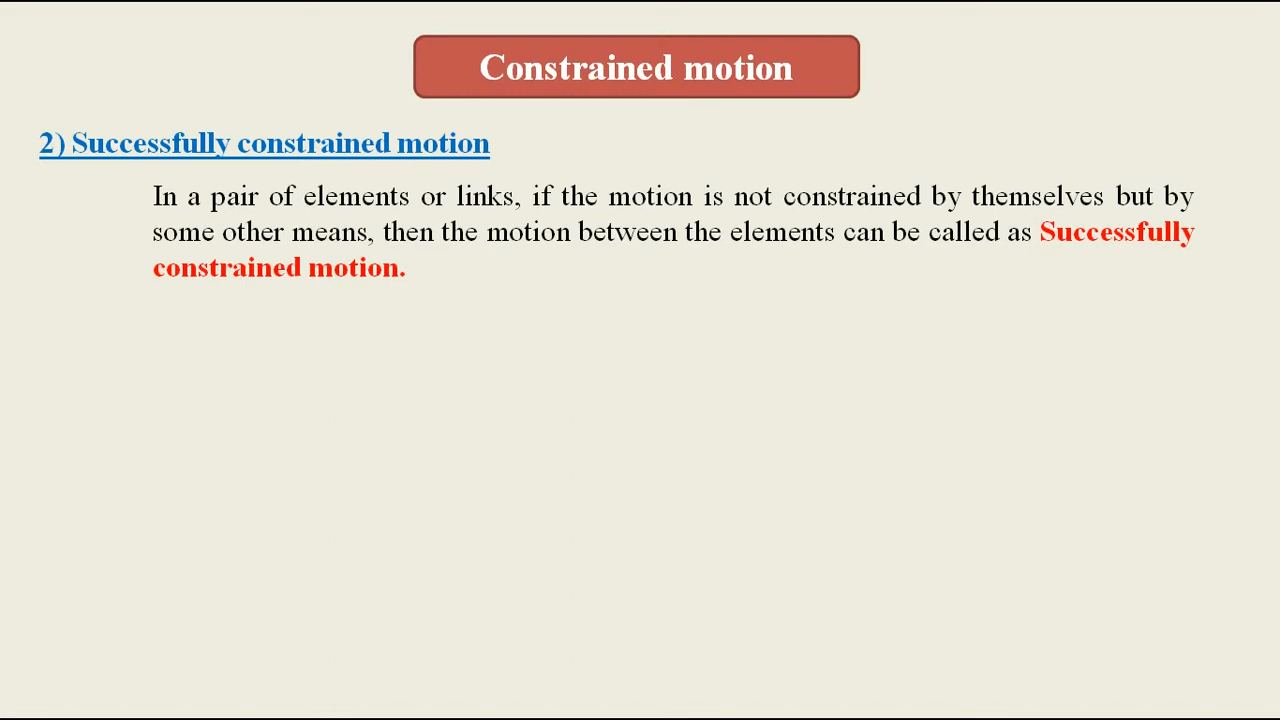 Constrained motion
2) Successfully constrained motion
In a pair of elements or links, if the motion is not constrained by themselves but by
some other means, then the motion between the elements can be called as Successfully
constrained motion.